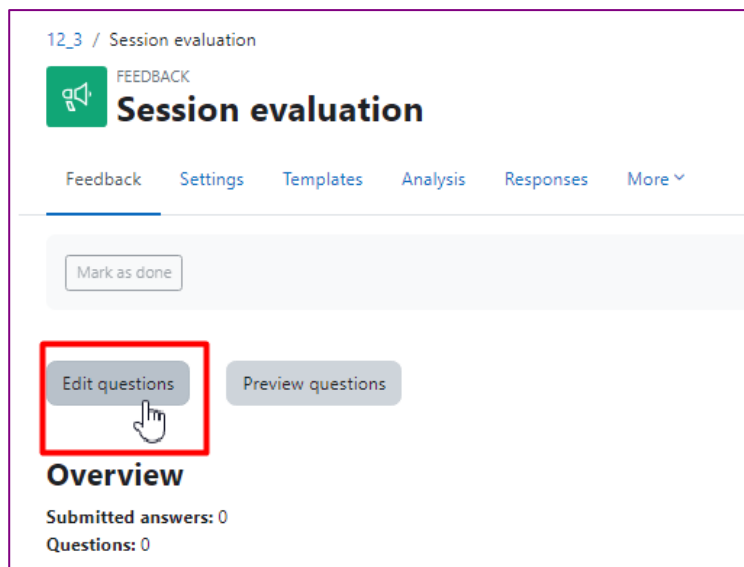 12_3 / Session evaluation
FEEDBACK
Session evaluation
Feedback Settings Templates Analysis Responses More
Mark as done
Edit questions Preview questions
Overview
Submitted answers: 0
Questions: 0